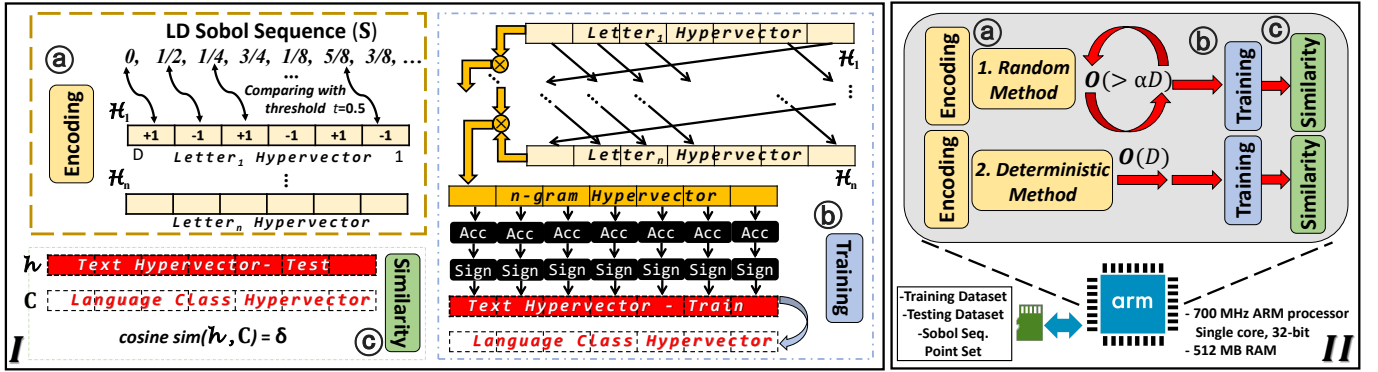 LD Sobol Sequence (S)
ⓐ
0, 1/2, 1/4, 3/4, 1/8, 5/8, 3/8, ...
...
Comparing with
threshold t=0.5
Encoding
ℋ1
+1 -1 +1 -1 +1 -1
D Letter1 Hypervector 1
⋮
ℋn
Lettern Hypervector
𝒽 Text Hypervector- Test
C Language Class Hypervector
cosine sim(𝒽, C) = δ
ⓒ
Similarity
I
Letter1 Hypervector
ℋ1
Lettern Hypervector
ℋn
n-gram Hypervector
Acc Acc Acc Acc Acc Acc Acc
Sign Sign Sign Sign Sign Sign Sign
Text Hypervector - Train
Language Class Hypervector
ⓑ
Training
ⓐ
Encoding
1. Random
Method
O(> αD)
ⓑ
Training
ⓒ
Similarity
Encoding
2. Deterministic
Method
O(D)
Training
Similarity
-Training Dataset
-Testing Dataset
-Sobol Seq.
Point Set
arm
- 700 MHz ARM processor
Single core, 32-bit
- 512 MB RAM
II